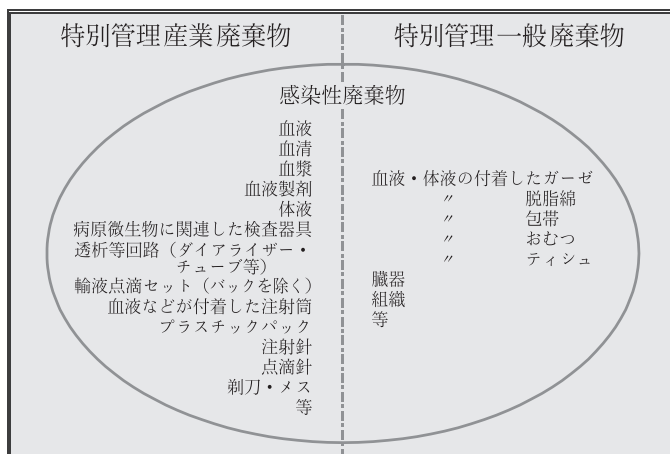 特別管理産業廃棄物
特別管理一般廃棄物
感染性廃棄物
血液
血清
血漿
血液製剤
体液
病原微生物に関連した検査器具
透析等回路（ダイアライザー・
チューブ等）
輸液点滴セット（バックを除く）
血液などが付着した注射筒
プラスチックパック
注射針
点滴針
剃刀・メス
等
血液・体液の付着したガーゼ
〃 脱脂綿
〃 包帯
〃 おむつ
〃 ティシュ
臓器
組織
等